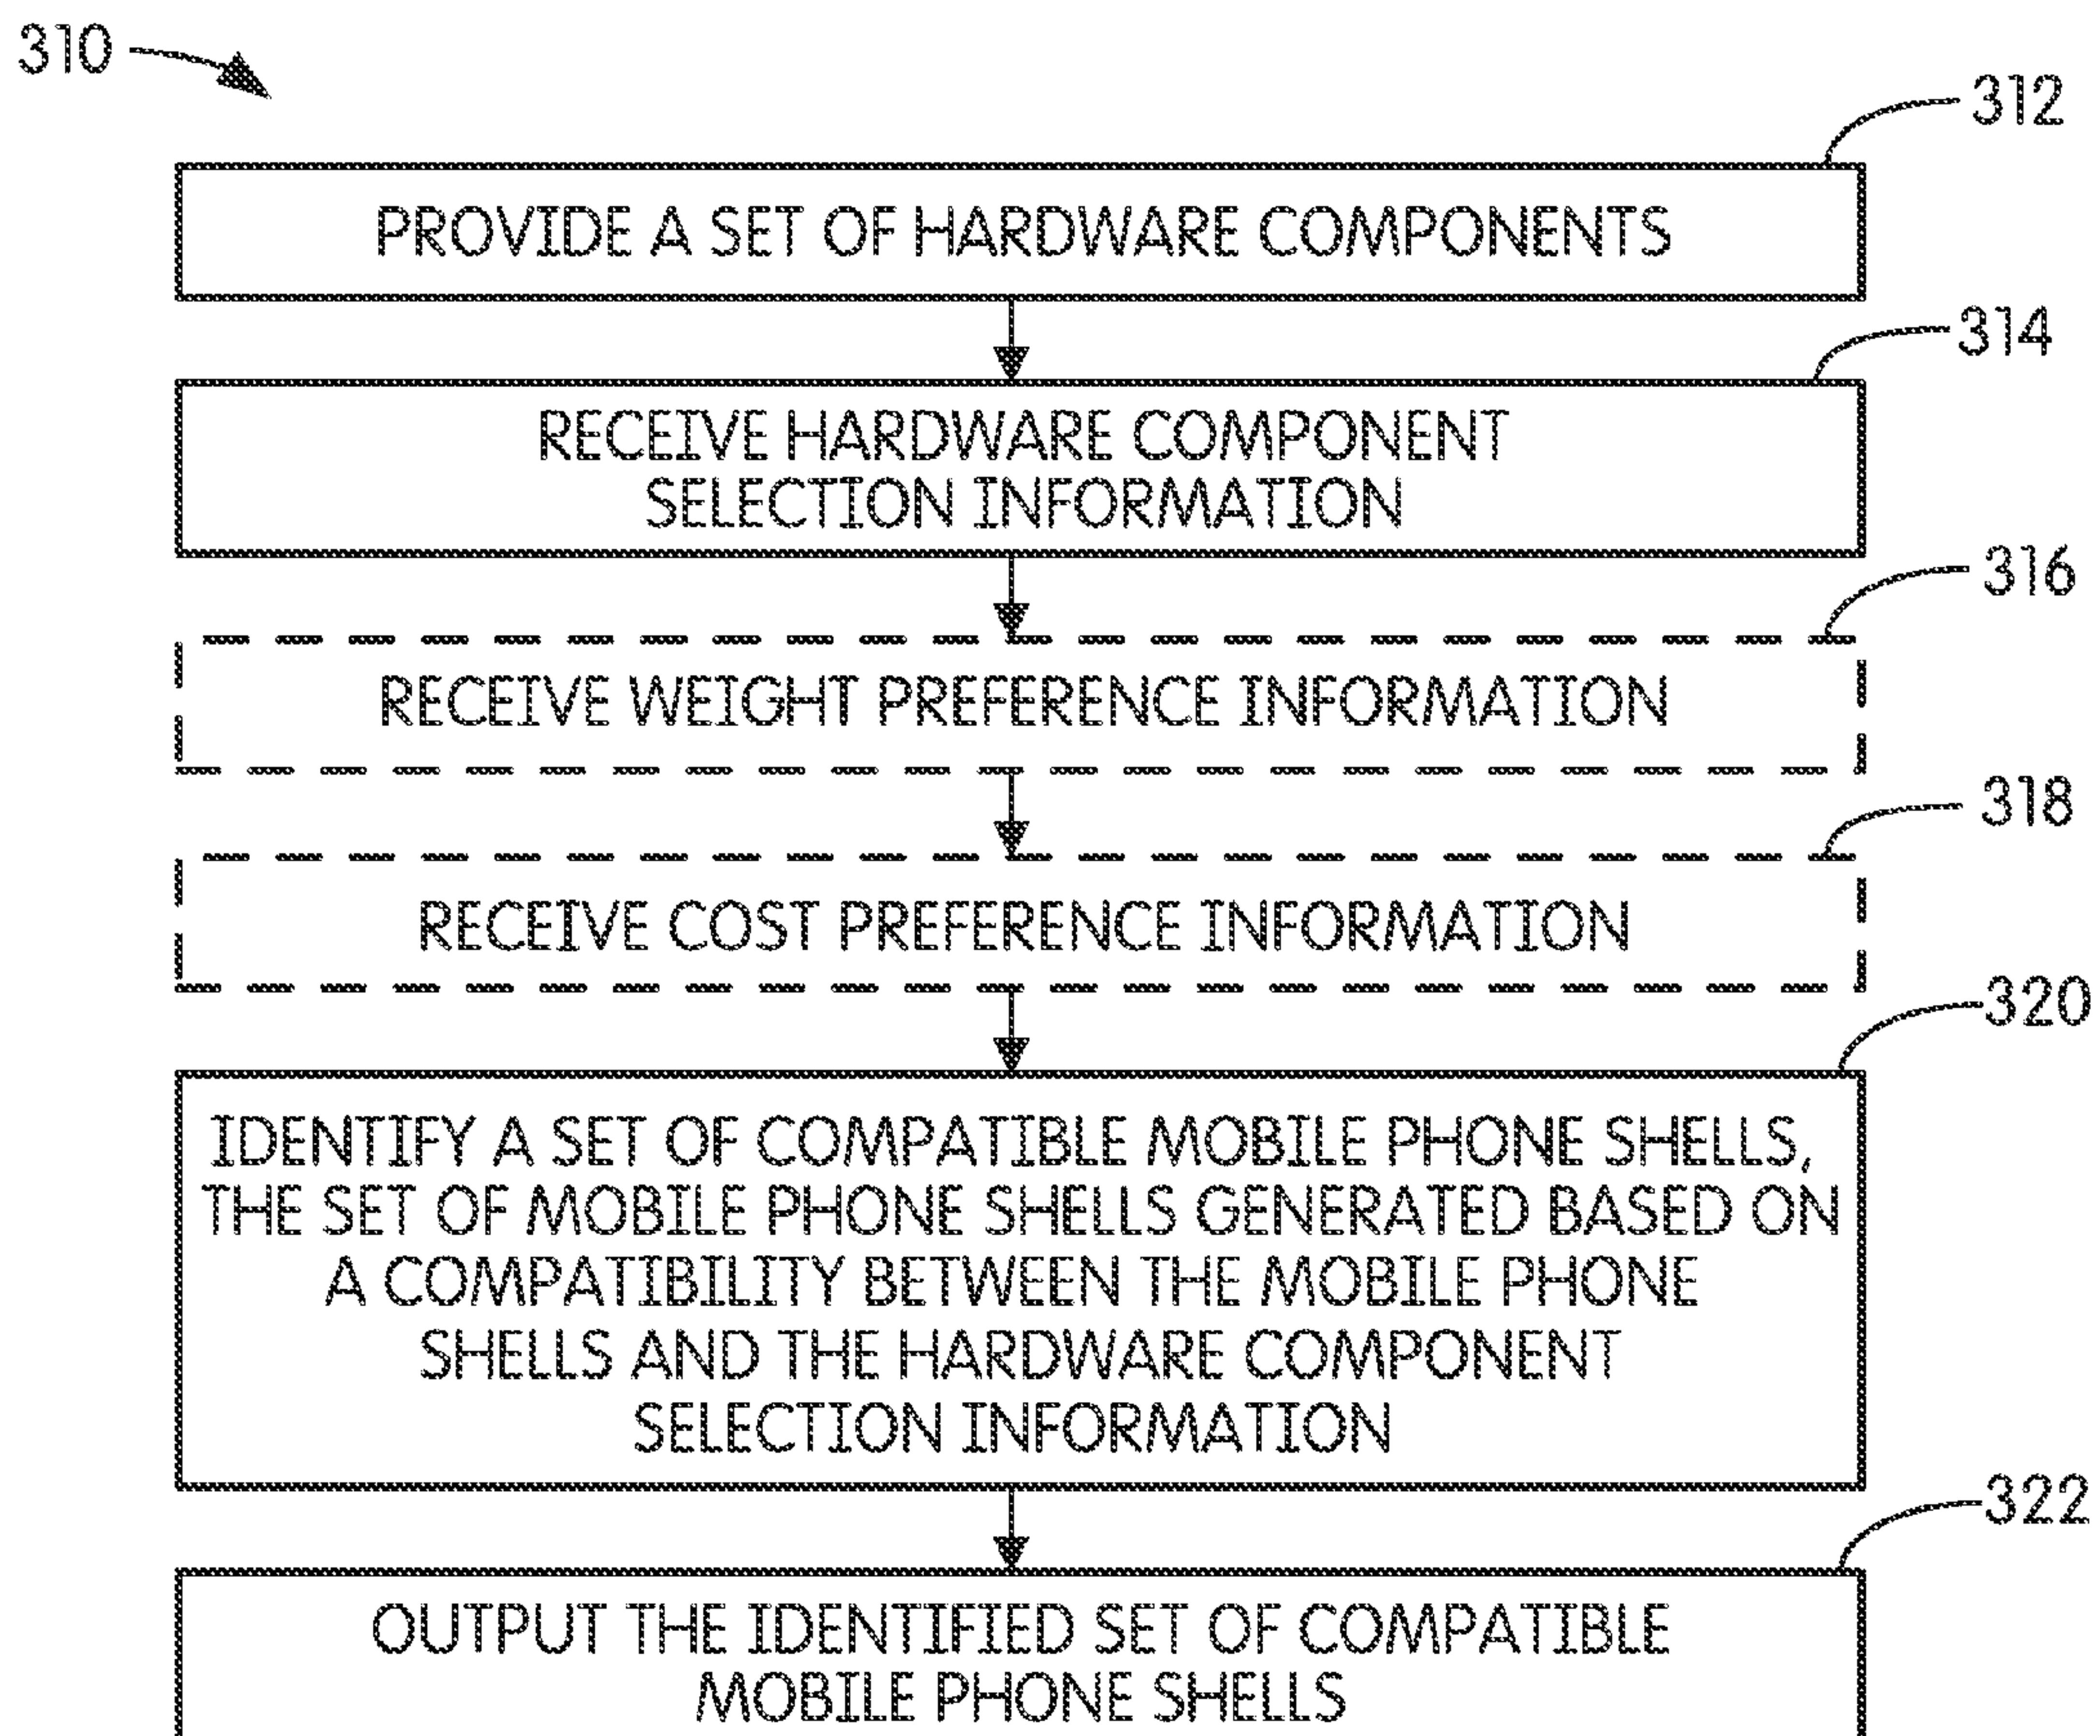 310
312
PROVIDE A SET OF HARDWARE COMPONENTS
314
RECEIVE HARDWARE COMPONENT
SELECTION INFORMATION
316
RECEIVE WEIGHT PREFERENCE INFORMATION
318
RECEIVE COST PREFERENCE INFORMATION
320
IDENTIFY A SET OF COMPATIBLE MOBILE PHONE SHELLS,
THE SET OF MOBILE PHONE SHELLS GENERATED BASED ON
A COMPATIBILITY BETWEEN THE MOBILE PHONE
SHELLS AND THE HARDWARE COMPONENT
SELECTION INFORMATION
322
OUTPUT THE IDENTIFIED SET OF COMPATIBLE
MOBILE PHONE SHELLS